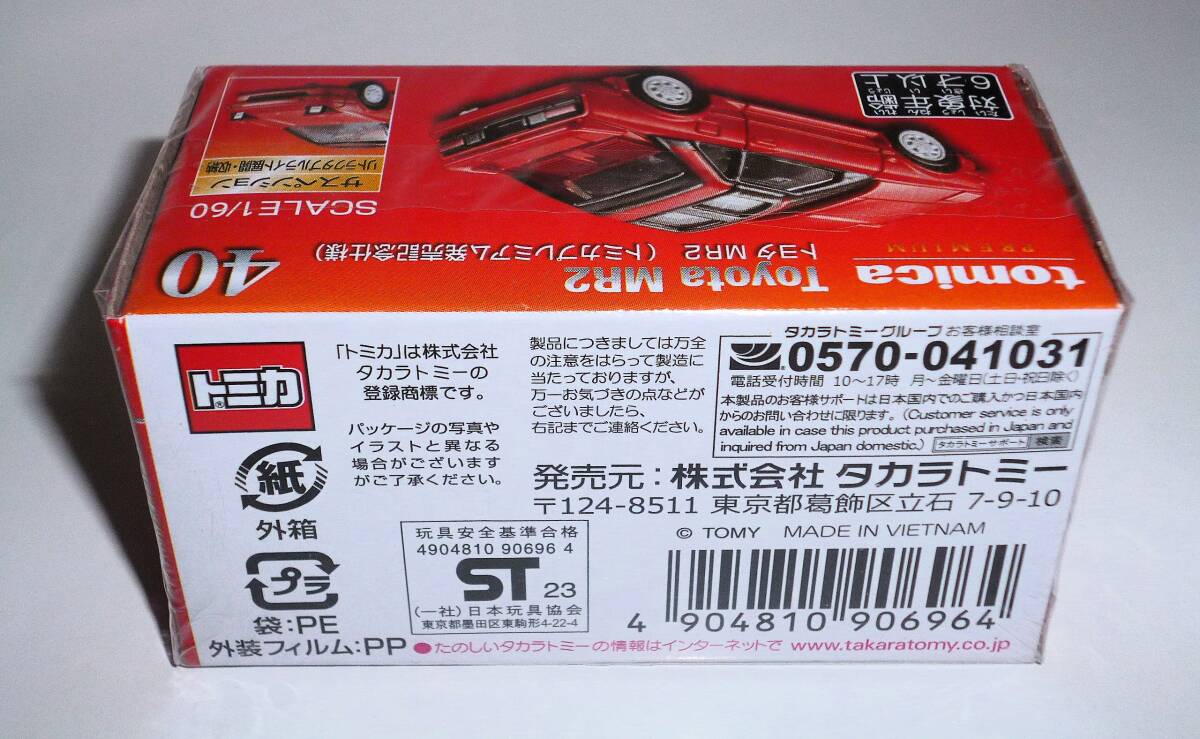 対象年齢
6才以上
たいしょうねんれい
さいいじょう
tomica
PREMIUM
Toyota MR2
トヨタ MR2 (トミカプレミアム発売記念仕様)
40
SCALE1/60
サスペンション
リトラクタブルライト展開・収納
トミカ
「トミカ」は株式会社
タカラトミーの
登録商標です。
パッケージの写真や
イラストと異なる
場合がございます
がご了承ください。
製品につきましては万全
の注意をはらって製造に
当たっておりますが、
万一お気づきの点などが
ございましたら、
右記までご連絡ください。
タカラトミーグループ お客様相談室
0570-041031
電話受付時間 10～17時 月～金曜日(土日・祝日除く)
本製品のお客様サポートは日本国内でのご購入かつ日本国内
からのお問い合わせに限ります。(Customer service is only
available in case this product purchased in Japan and
inquired from Japan domestic.) タカラトミーサポート 検索
発売元:株式会社 タカラトミー
〒124-8511 東京都葛飾区立石 7-9-10
© TOMY MADE IN VIETNAM
紙
外箱
プラ
袋:PE
外装フィルム:PP
玩具安全基準合格
4904810 90696 4
ST 23
(一社)日本玩具協会
東京都墨田区東駒形4-22-4
4 904810 906964
●たのしいタカラトミーの情報はインターネットで www.takaratomy.co.jp